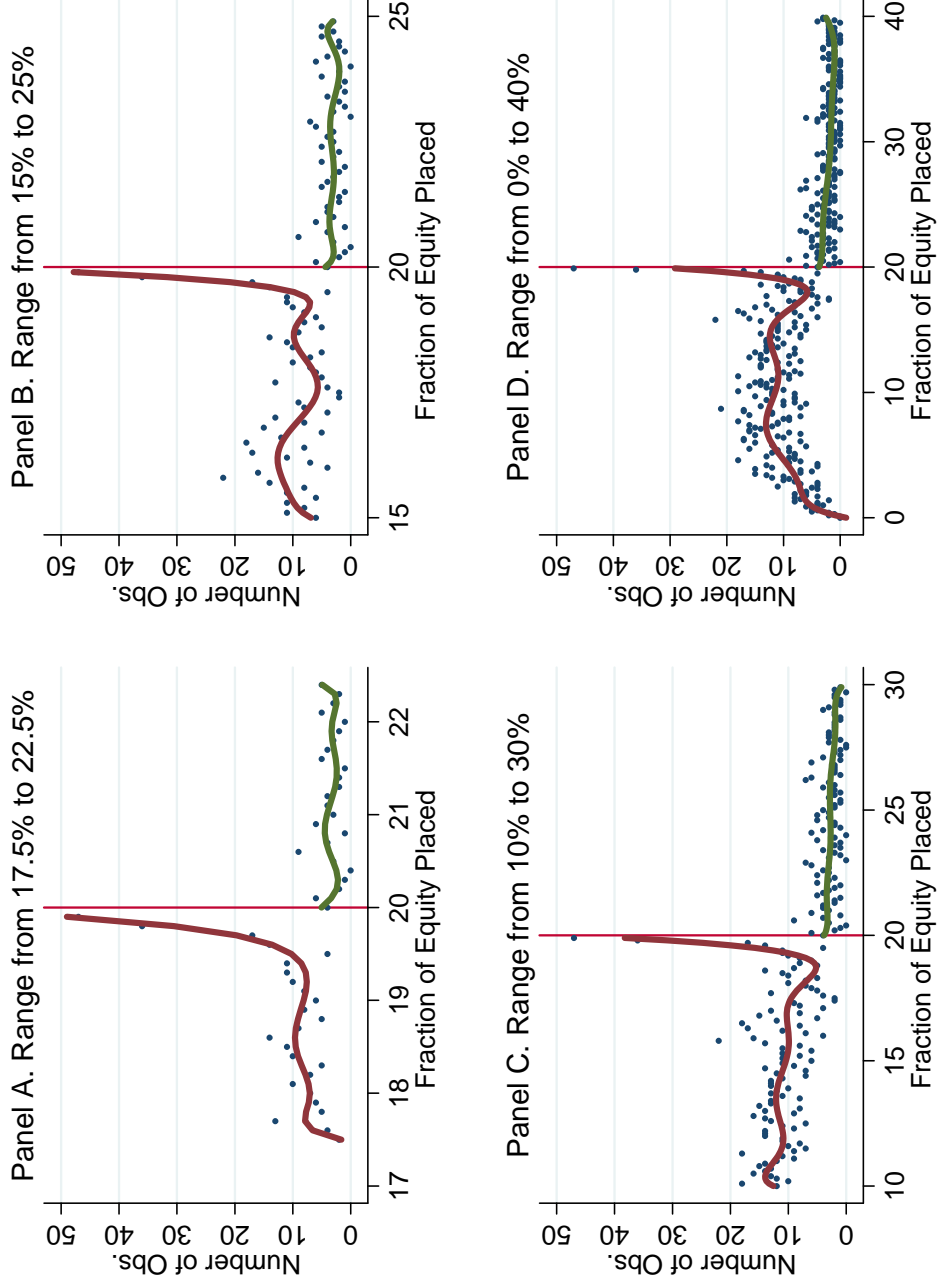 Panel A. Range from 17.5% to 22.5%
Number of Obs.
50
40
30
20
10
0
17 18 19 20 21 22
Fraction of Equity Placed
Panel B. Range from 15% to 25%
Number of Obs.
50
40
30
20
10
0
15 20 25
Fraction of Equity Placed
Panel C. Range from 10% to 30%
Number of Obs.
50
40
30
20
10
0
10 15 20 25 30
Fraction of Equity Placed
Panel D. Range from 0% to 40%
Number of Obs.
50
40
30
20
10
0
0 10 20 30 40
Fraction of Equity Placed